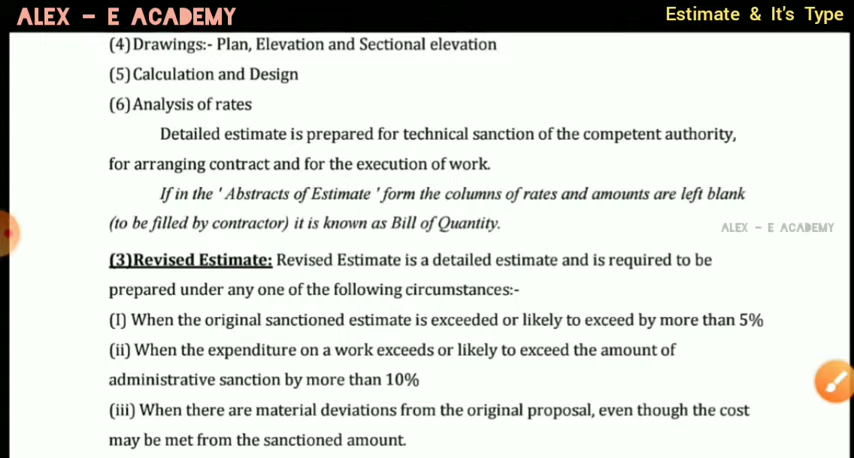 ALEX – E ACADEMY
Estimate & It's Type
(4) Drawings:- Plan, Elevation and Sectional elevation
(5) Calculation and Design
(6) Analysis of rates
Detailed estimate is prepared for technical sanction of the competent authority,
for arranging contract and for the execution of work.
If in the ' Abstracts of Estimate ' form the columns of rates and amounts are left blank
(to be filled by contractor) it is known as Bill of Quantity.
ALEX – E ACADEMY
(3)Revised Estimate: Revised Estimate is a detailed estimate and is required to be
prepared under any one of the following circumstances:-
(I) When the original sanctioned estimate is exceeded or likely to exceed by more than 5%
(ii) When the expenditure on a work exceeds or likely to exceed the amount of
administrative sanction by more than 10%
(iii) When there are material deviations from the original proposal, even though the cost
may be met from the sanctioned amount.